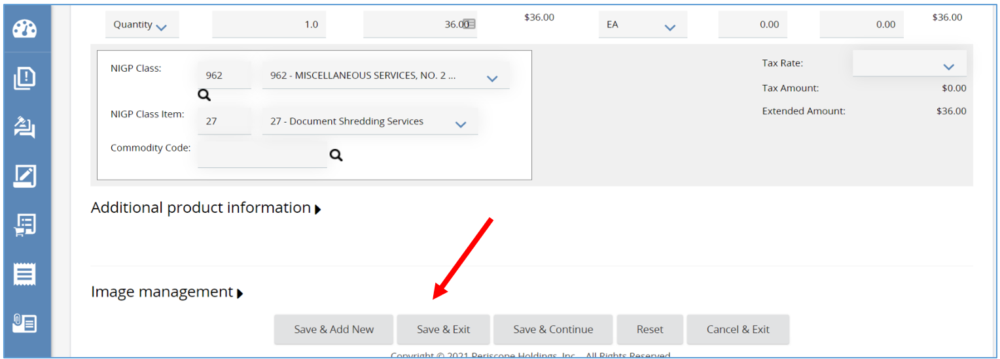 Quantity 1.0 36.00 $36.00 EA 0.00 0.00 $36.00
NIGP Class: 962 962 - MISCELLANEOUS SERVICES, NO. 2 ...
Tax Rate:
Tax Amount: $0.00
NIGP Class Item: 27 27 - Document Shredding Services
Extended Amount: $36.00
Commodity Code:
Additional product information
Image management
Save & Add New Save & Exit Save & Continue Reset Cancel & Exit
Copyright © 2021 Periscope Holdings, Inc. All Rights Reserved